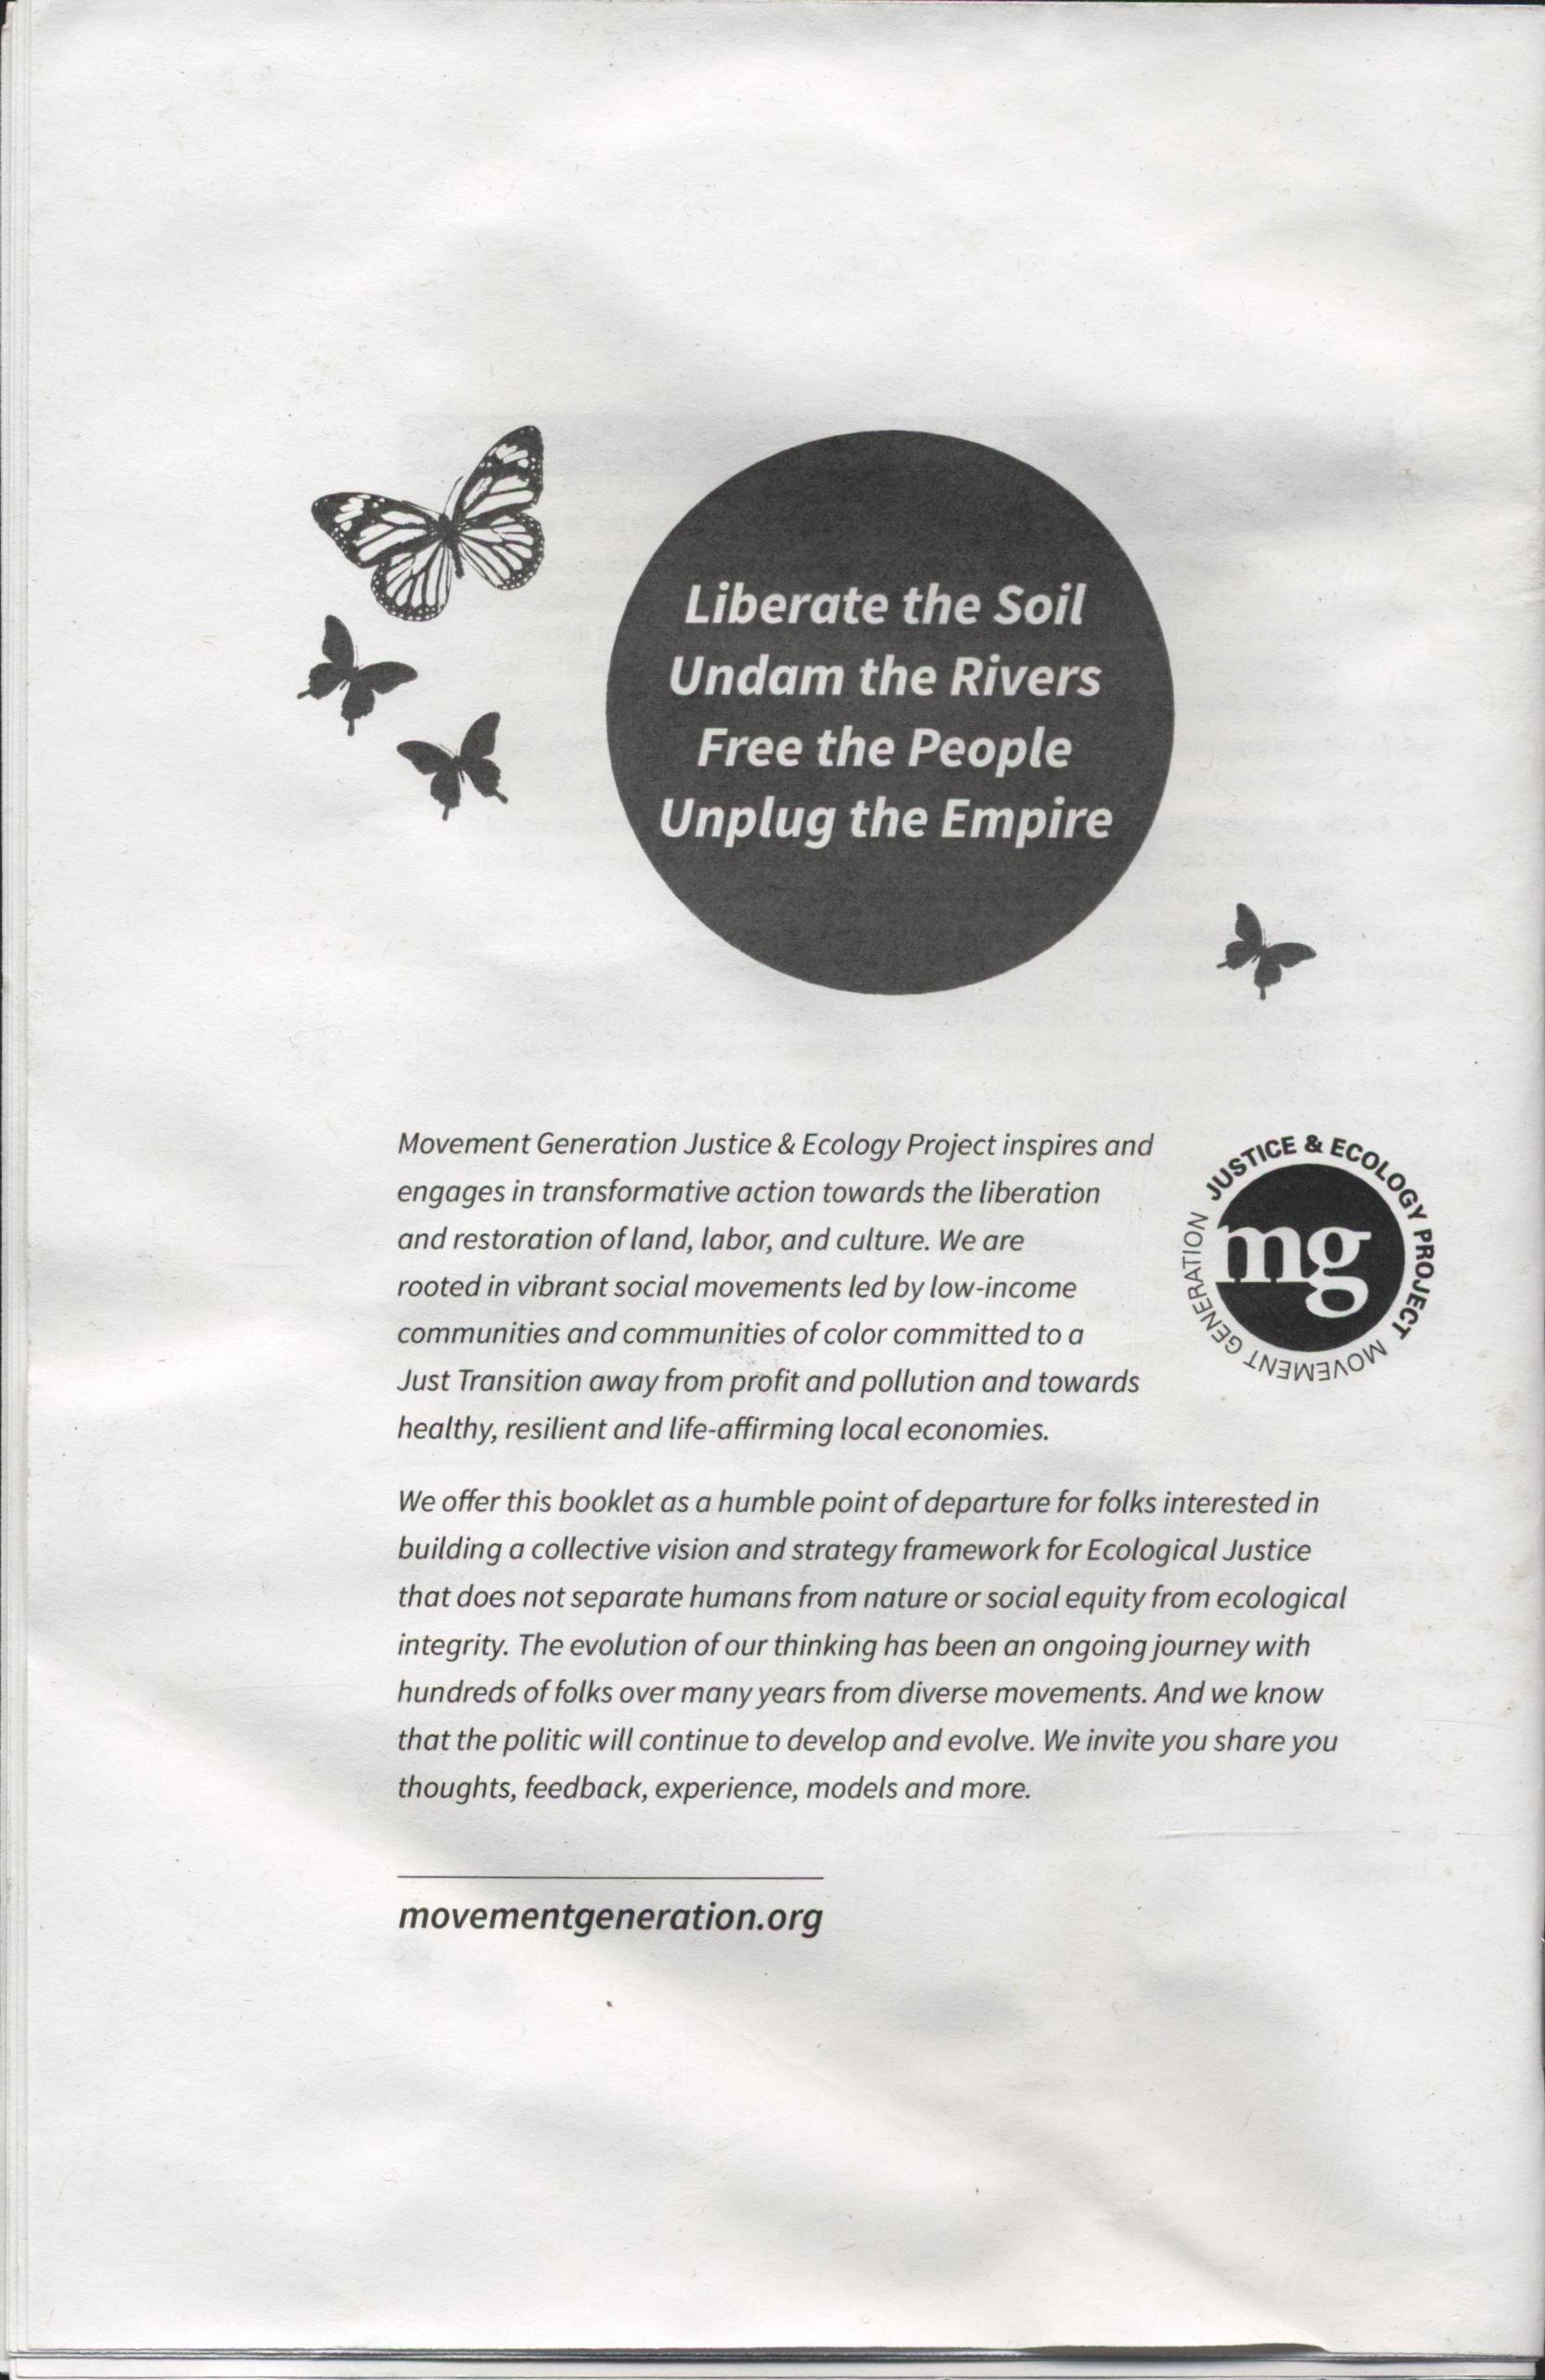 Liberate the Soil
Undam the Rivers
Free the People
Unplug the Empire
Movement Generation Justice & Ecology Project inspires and
engages in transformative action towards the liberation
and restoration of land, labor, and culture. We are
rooted in vibrant social movements led by low-income
communities and communities of color committed to a
Just Transition away from profit and pollution and towards
healthy, resilient and life-affirming local economies.
JUSTICE & ECOLOGY PROJECT
MOVEMENT GENERATION
mg
We offer this booklet as a humble point of departure for folks interested in
building a collective vision and strategy framework for Ecological Justice
that does not separate humans from nature or social equity from ecological
integrity. The evolution of our thinking has been an ongoing journey with
hundreds of folks over many years from diverse movements. And we know
that the politic will continue to develop and evolve. We invite you share you
thoughts, feedback, experience, models and more.
movementgeneration.org